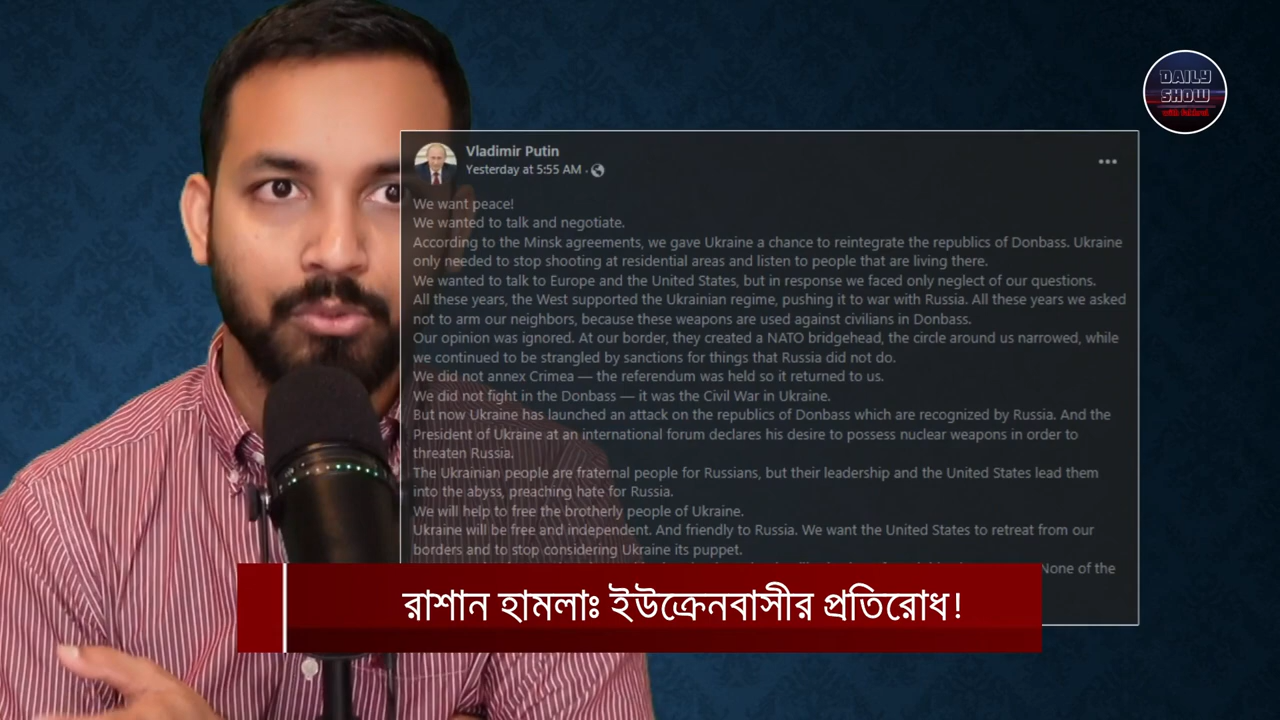 DAILY
SHOW
Vladimir Putin
Yesterday at 5:55 AM ·
We want peace!
We wanted to talk and negotiate.
According to the Minsk agreements, we gave Ukraine a chance to reintegrate the republics of Donbass. Ukraine
only needed to stop shooting at residential areas and listen to people that are living there.
We wanted to talk to Europe and the United States, but in response we faced only neglect of our questions.
All these years, the West supported the Ukrainian regime, pushing it to war with Russia. All these years we asked
not to arm our neighbors, because these weapons are used against civilians in Donbass.
Our opinion was ignored. At our border, they created a NATO bridgehead, the circle around us narrowed, while
we continued to be strangled by sanctions for things that Russia did not do.
We did not annex Crimea — the referendum was held so it returned to us.
We did not fight in the Donbass — it was the Civil War in Ukraine.
But now Ukraine has launched an attack on the republics of Donbass which are recognized by Russia. And the
President of Ukraine at an international forum declares his desire to possess nuclear weapons in order to
threaten Russia.
The Ukrainian people are fraternal people for Russians, but their leadership and the United States lead them
into the abyss, preaching hate for Russia.
We will help to free the brotherly people of Ukraine.
Ukraine will be free and independent. And friendly to Russia. We want the United States to retreat from our
borders and to stop considering Ukraine its puppet.
None of the
রাশান হামলাঃ ইউক্রেনবাসীর প্রতিরোধ!